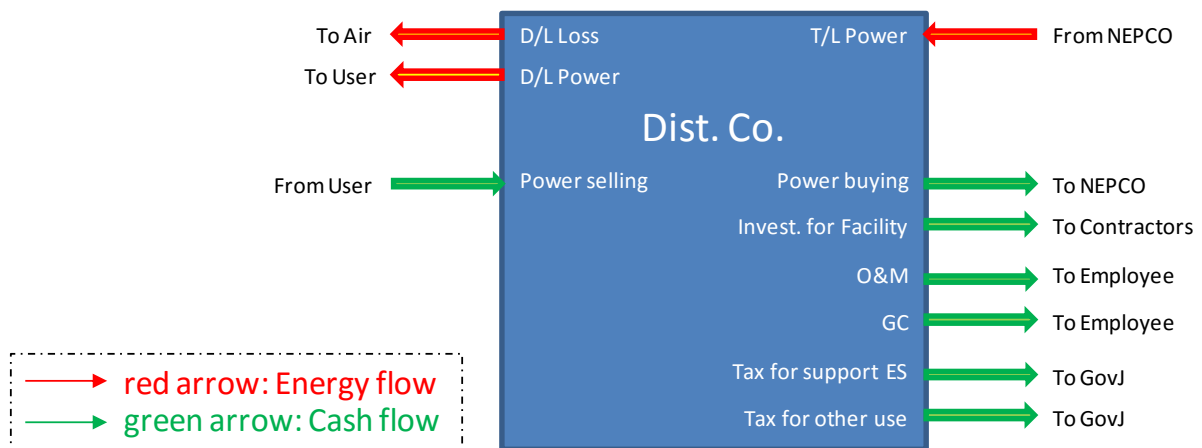 To Air D/L Loss T/L Power From NEPCO
To User D/L Power
Dist. Co.
From User Power selling Power buying To NEPCO
Invest. for Facility To Contractors
O&M To Employee
GC To Employee
Tax for support ES To GovJ
Tax for other use To GovJ
red arrow: Energy flow
green arrow: Cash flow